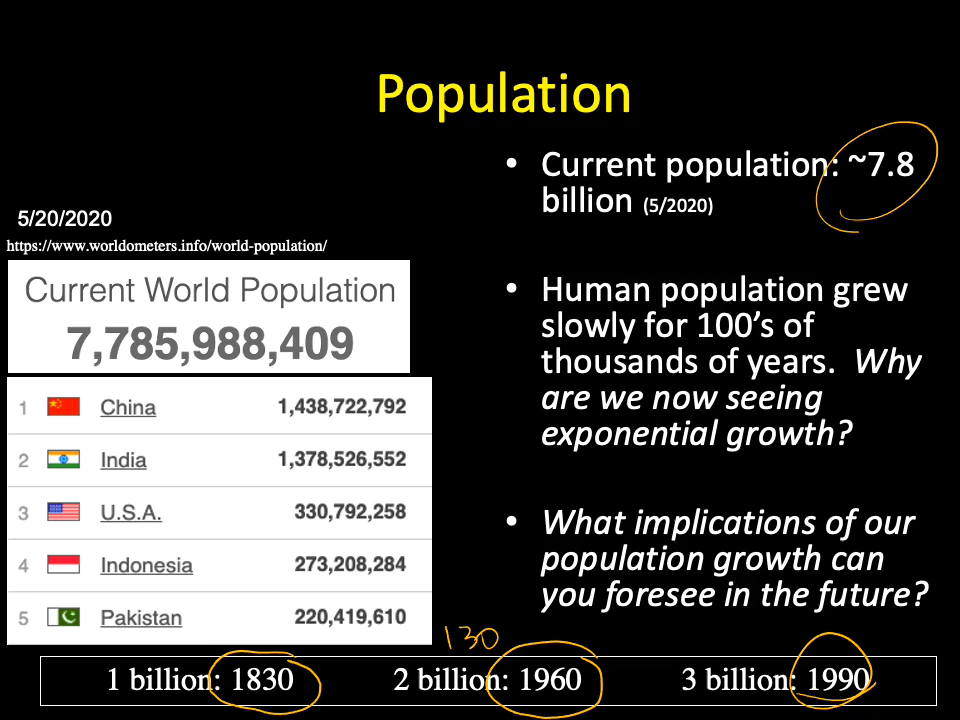 Population
5/20/2020
https://www.worldometers.info/world-population/
Current World Population
7,785,988,409
1 China 1,438,722,792
2 India 1,378,526,552
3 U.S.A. 330,792,258
4 Indonesia 273,208,284
5 Pakistan 220,419,610
• Current population: ~7.8
billion (5/2020)
• Human population grew
slowly for 100’s of
thousands of years. Why
are we now seeing
exponential growth?
• What implications of our
population growth can
you foresee in the future?
130
1 billion: 1830 2 billion: 1960 3 billion: 1990